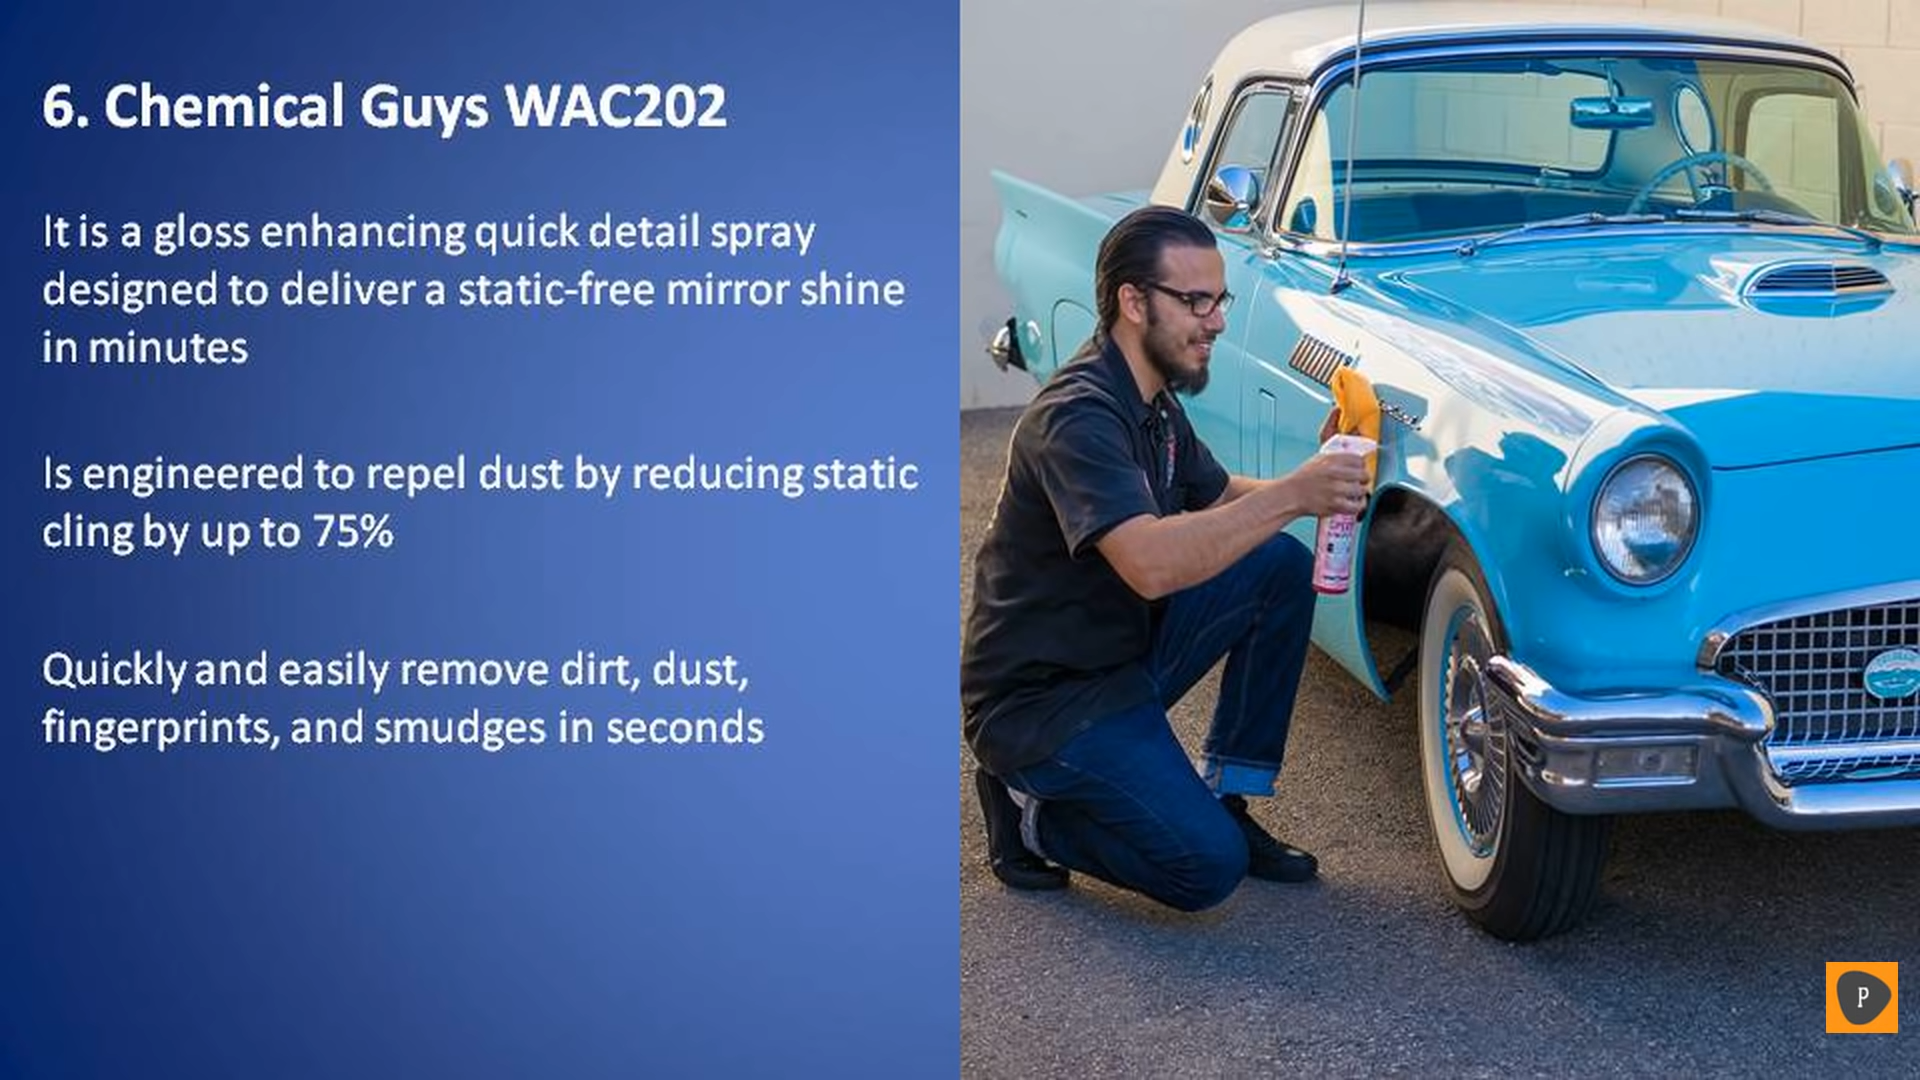 6. Chemical Guys WAC202
It is a gloss enhancing quick detail spray
designed to deliver a static-free mirror shine
in minutes
Is engineered to repel dust by reducing static
cling by up to 75%
Quickly and easily remove dirt, dust,
fingerprints, and smudges in seconds
P